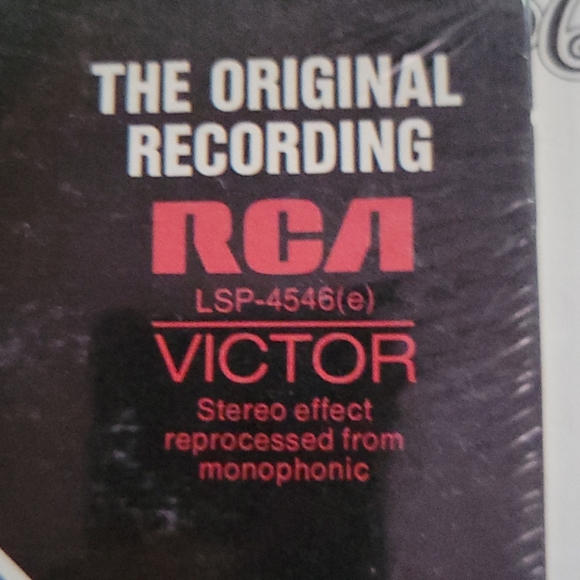 THE ORIGINAL
RECORDING
RCA
LSP-4546(e)
VICTOR
Stereo effect
reprocessed from
monophonic